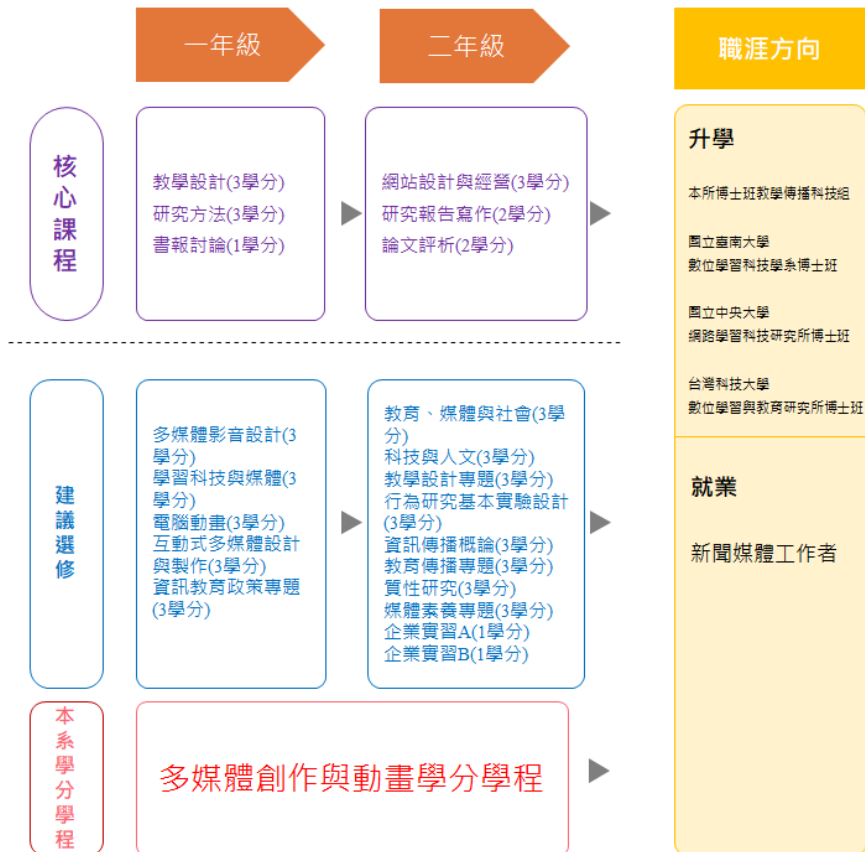 一年級
二年級
職涯方向
核
心
課
程
教學設計(3學分)
研究方法(3學分)
書報討論(1學分)
網站設計與經營(3學分)
研究報告寫作(2學分)
論文評析(2學分)
升學
本所博士班教學傳播科技組
國立臺南大學
數位學習科技學系博士班
國立中央大學
網路學習科技研究所博士班
台灣科技大學
數位學習與教育研究所博士班
建
議
選
修
多媒體影音設計(3
學分)
學習科技與媒體(3
學分)
電腦動畫(3學分)
互動式多媒體設計
與製作(3學分)
資訊教育政策專題
(3學分)
教育、媒體與社會(3學
分)
科技與人文(3學分)
教學設計專題(3學分)
行為研究基本實驗設計
(3學分)
資訊傳播概論(3學分)
教育傳播專題(3學分)
質性研究(3學分)
媒體素養專題(3學分)
企業實習A(1學分)
企業實習B(1學分)
就業
新聞媒體工作者
本
系
學
分
學
程
多媒體創作與動畫學分學程